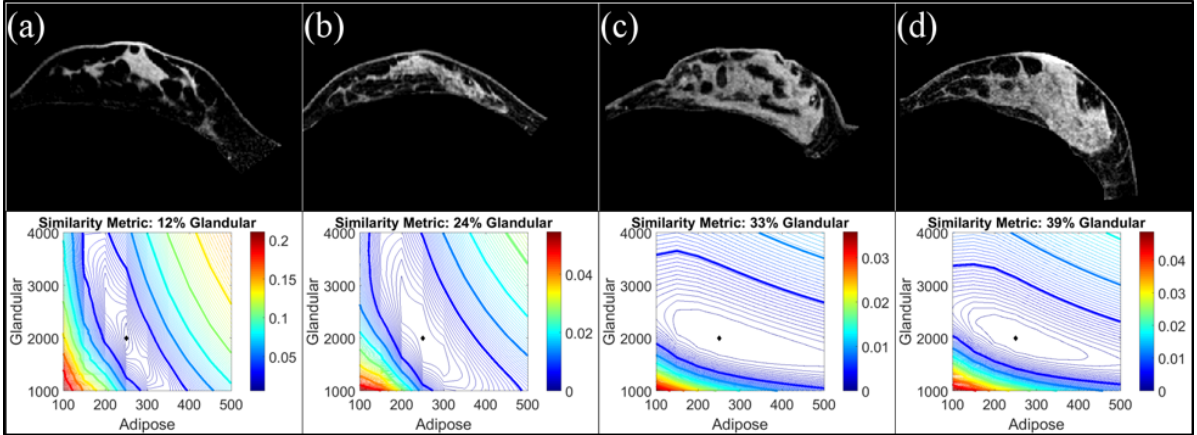 (a) (b) (c) (d)
Similarity Metric: 12% Glandular
4000
3000
2000
1000
Glandular
100 200 300 400 500
Adipose
0.2
0.15
0.1
0.05
Similarity Metric: 24% Glandular
4000
3000
2000
1000
Glandular
100 200 300 400 500
Adipose
0.04
0.02
0
Similarity Metric: 33% Glandular
4000
3000
2000
1000
Glandular
100 200 300 400 500
Adipose
0.03
0.02
0.01
0
Similarity Metric: 39% Glandular
4000
3000
2000
1000
Glandular
100 200 300 400 500
Adipose
0.04
0.03
0.02
0.01
0